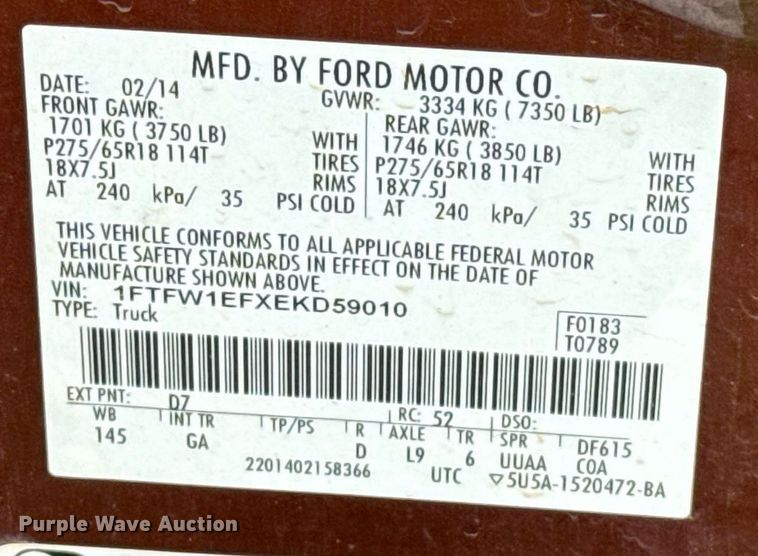 MFD. BY FORD MOTOR CO.
DATE: 02/14 GVWR: 3334 KG ( 7350 LB)
FRONT GAWR: REAR GAWR:
1701 KG ( 3750 LB) WITH 1746 KG ( 3850 LB) WITH
P275/65R18 114T TIRES P275/65R18 114T TIRES
18X7.5J RIMS 18X7.5J RIMS
AT 240 kPa/ 35 PSI COLD AT 240 kPa/ 35 PSI COLD
THIS VEHICLE CONFORMS TO ALL APPLICABLE FEDERAL MOTOR
VEHICLE SAFETY STANDARDS IN EFFECT ON THE DATE OF
MANUFACTURE SHOWN ABOVE.
VIN: 1FTFW1EFXEKD59010
TYPE: Truck
F0183
T0789
EXT PNT: D7 RC: 52 DSO:
WB INT TR TP/PS R AXLE TR SPR DF615
145 GA D L9 6 UUAA COA
2201402158366 UTC ▽5U5A-1520472-BA
Purple Wave Auction